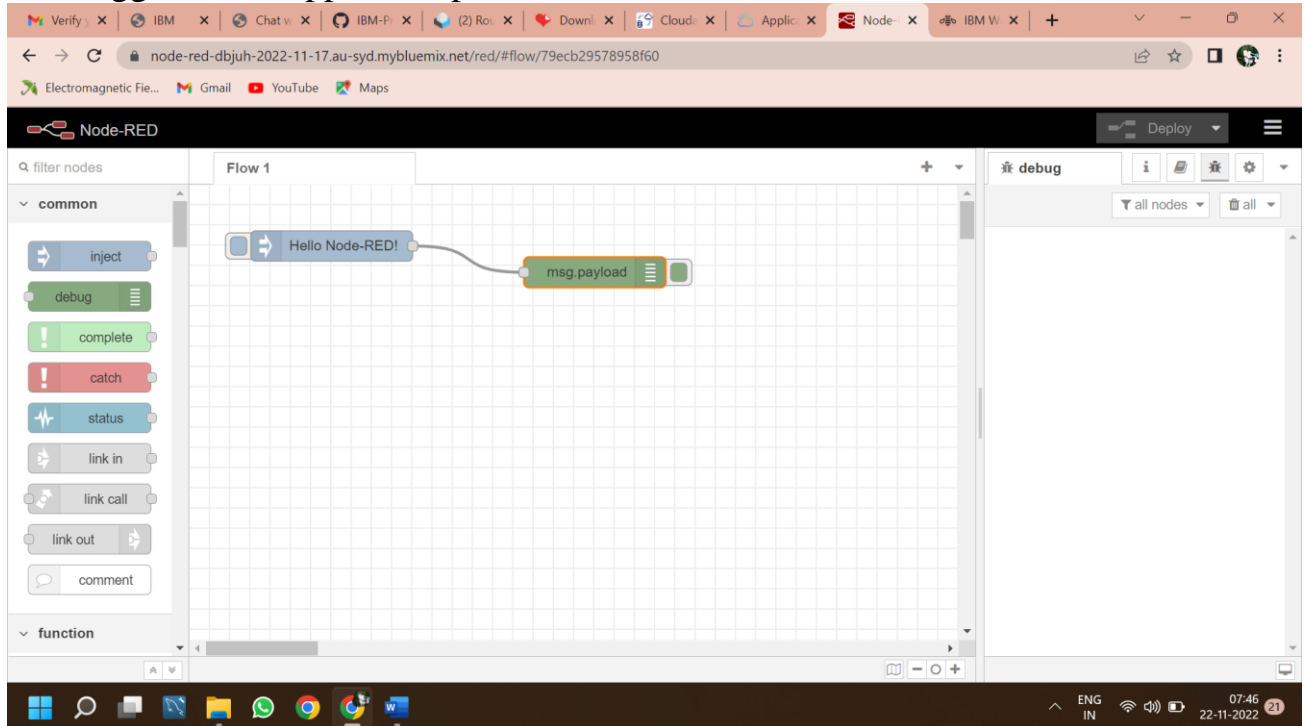 Verify y
IBM
Chat w
IBM-Pr
(2) Rou
Downl
Clouda
Applica
Node-
IBM W
node-red-dbjuh-2022-11-17.au-syd.mybluemix.net/red/#flow/79ecb29578958f60
Electromagnetic Fie...
Gmail
YouTube
Maps
Node-RED
Deploy
filter nodes
Flow 1
debug
i
common
all nodes
all
inject
debug
complete
catch
status
link in
link call
link out
comment
function
Hello Node-RED!
msg.payload
ENG
IN
07:46
22-11-2022
21